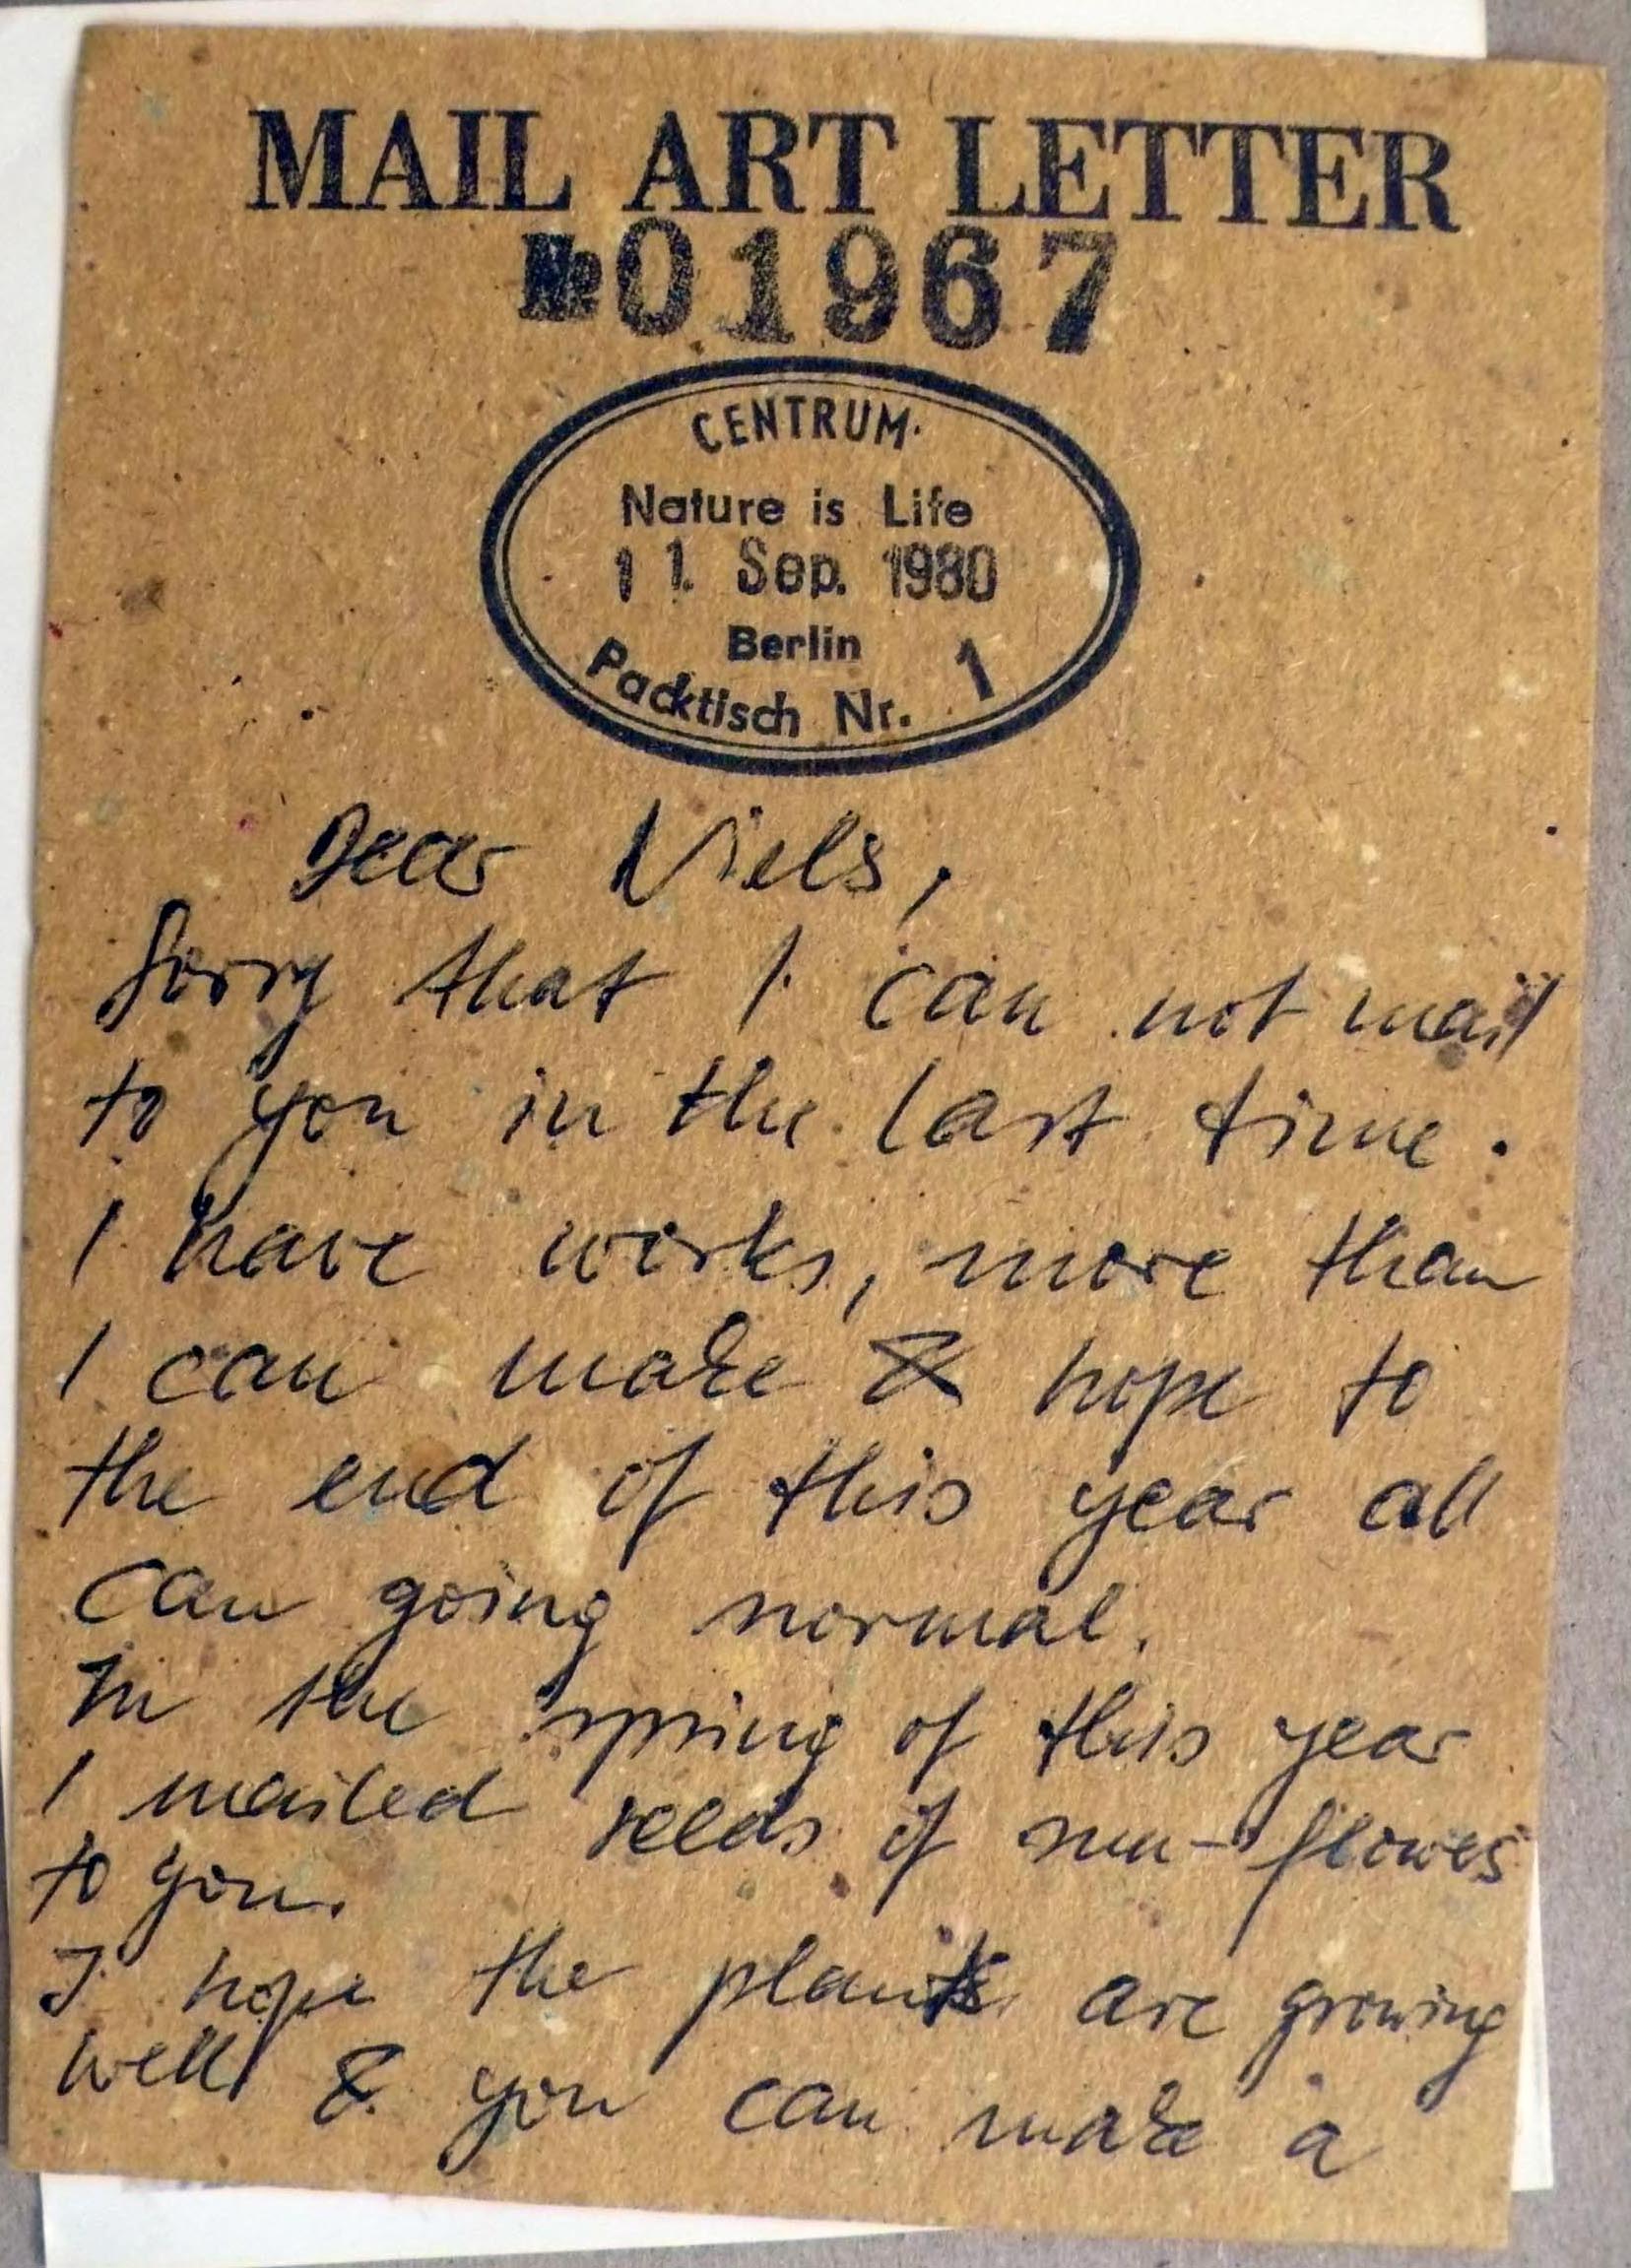 MAIL ART LETTER
№01967
CENTRUM.
Nature is Life
11. Sep. 1980
Berlin
Packtisch Nr. 1
Dear Niels,
Sorry that I can not mail
to you in the last time.
I have works, more than
I can make & hope to
the end of this year all
can going normal.
In the spring of this year
I mailed seeds of sun-flowers
to you.
I hope the plants are growing
well & you can make a